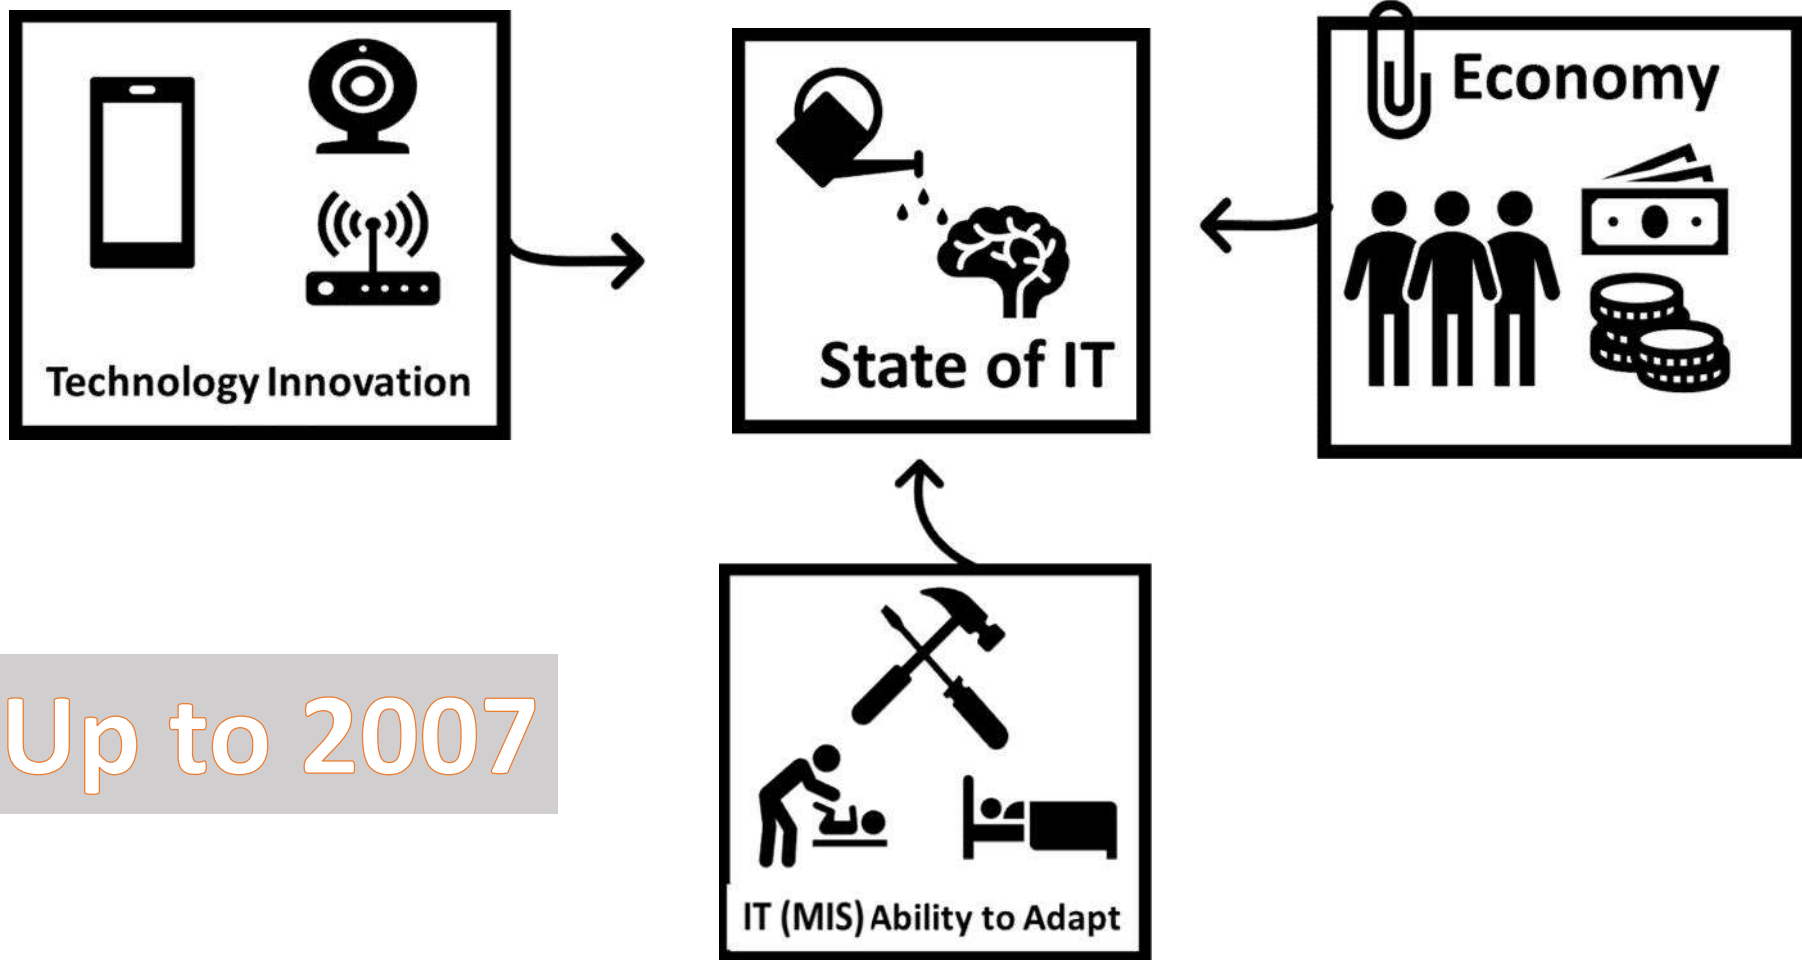 Technology Innovation
State of IT
Economy
IT (MIS) Ability to Adapt
Up to 2007